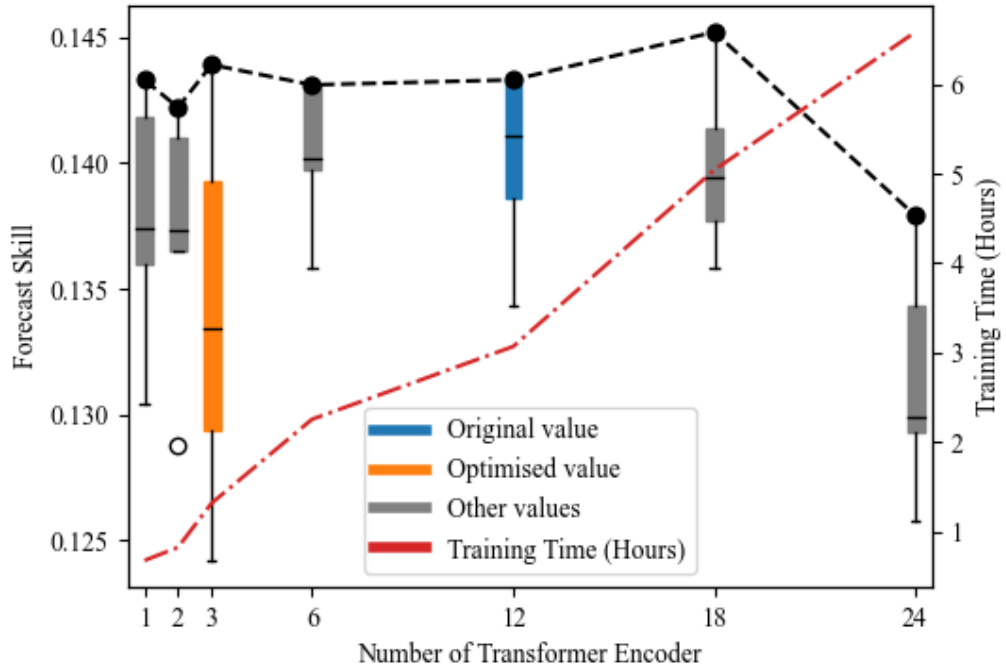 0.145
0.140
0.135
0.130
0.125
Forecast Skill
6
5
4
3
2
1
Training Time (Hours)
Original value
Optimised value
Other values
Training Time (Hours)
1 2 3 6 12 18 24
Number of Transformer Encoder